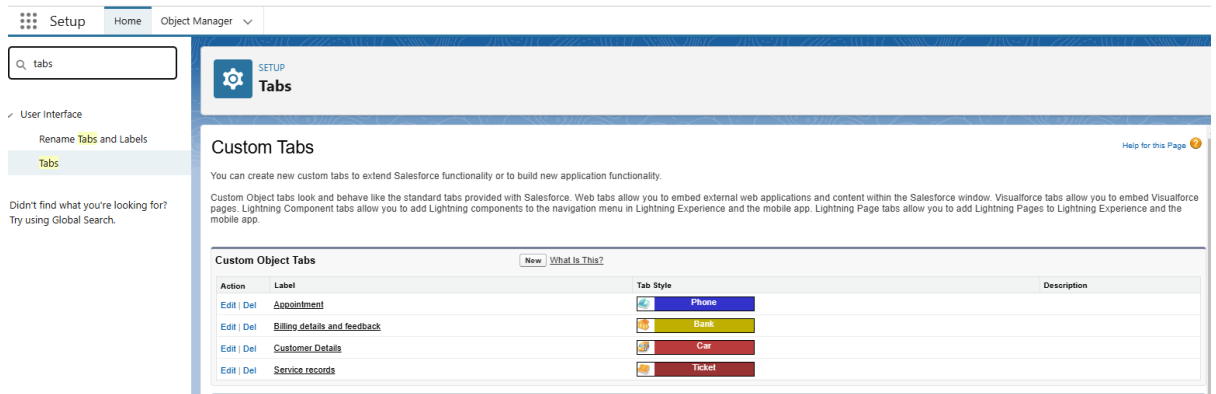 Setup Home Object Manager
tabs
SETUP
Tabs
User Interface
Rename Tabs and Labels
Tabs
Didn't find what you're looking for?
Try using Global Search.
Custom Tabs
Help for this Page
You can create new custom tabs to extend Salesforce functionality or to build new application functionality.
Custom Object tabs look and behave like the standard tabs provided with Salesforce. Web tabs allow you to embed external web applications and content within the Salesforce window. Visualforce tabs allow you to embed Visualforce
pages. Lightning Component tabs allow you to add Lightning components to the navigation menu in Lightning Experience and the mobile app. Lightning Page tabs allow you to add Lightning Pages to Lightning Experience and the
mobile app.
Custom Object Tabs New What Is This?
Action Label Tab Style Description
Edit | Del Appointment Phone
Edit | Del Billing details and feedback Bank
Edit | Del Customer Details Car
Edit | Del Service records Ticket